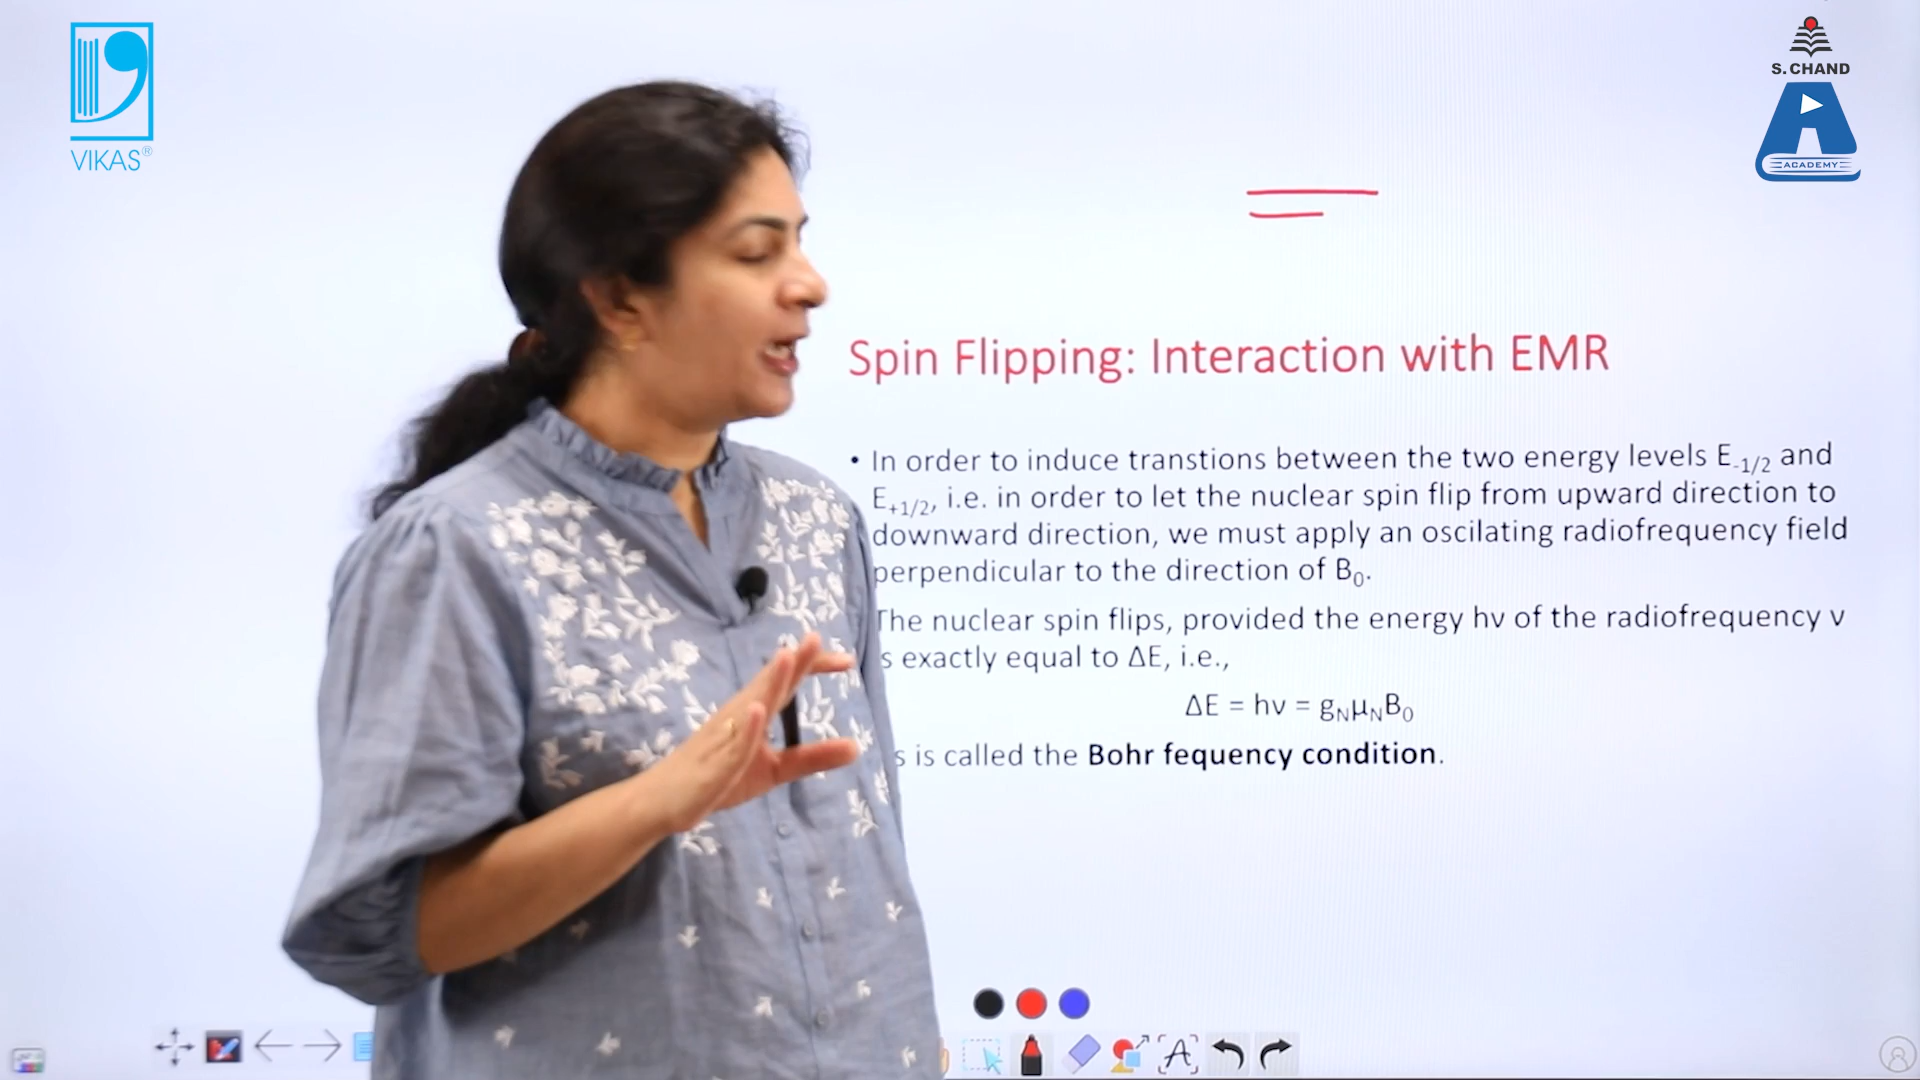 VIKAS®
S. CHAND
ACADEMY
Spin Flipping: Interaction with EMR
• In order to induce transtions between the two energy levels E-1/2 and
E+1/2, i.e. in order to let the nuclear spin flip from upward direction to
downward direction, we must apply an oscilating radiofrequency field
perpendicular to the direction of B0.
The nuclear spin flips, provided the energy hν of the radiofrequency ν
s exactly equal to ΔE, i.e.,
ΔE = hν = gNμNB0
s is called the Bohr fequency condition.